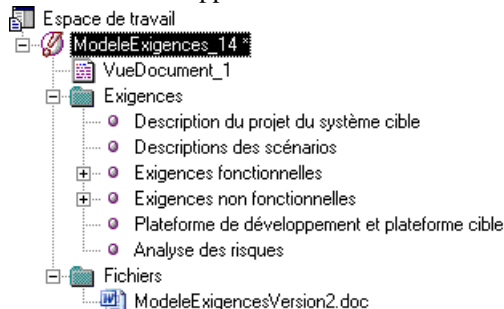 Espace de travail
ModeleExigences_14 *
VueDocument_1
Exigences
Description du projet du système cible
Descriptions des scénarios
Exigences fonctionnelles
Exigences non fonctionnelles
Plateforme de développement et plateforme cible
Analyse des risques
Fichiers
ModeleExigencesVersion2.doc